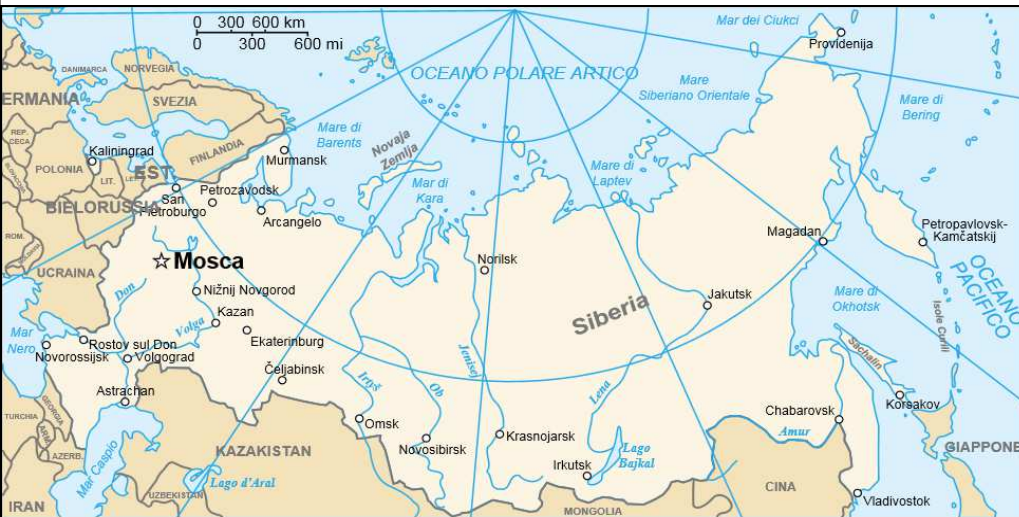 0 300 600 km
0 300 600 mi
Mar dei Ciukci
Providenija
OCEANO POLARE ARTICO
DANIMARCA
NORVEGIA
SVEZIA
ERMANIA
Mare
Siberiano Orientale
Mare di
Bering
Mare di
Barents
Novaja
Zemlja
REP.
CECA
Kaliningrad
FINLANDIA
Murmansk
POLONIA
LIT.
EST.
Mar di
Kara
Mare di
Laptev
San
Pietroburgo
Petrozavodsk
BIELORUSSIA
Arcangelo
ROM.
UCRAINA
Mosca
Norilsk
Magadan
Petropavlovsk-
Kamčatskij
OCEANO
PACIFICO
Don
Nižnij Novgorod
Siberia
Jakutsk
Mare di
Okhotsk
Isole Curili
Mar
Nero
Volga
Kazan
Rostov sul Don
Ekaterinburg
Novorossijsk
Volgograd
Čeljabinsk
Jenisej
Sachalin
Irtyš
Ob
Lena
Astrachan
Korsakov
TURCHIA
GEORGIA
ARM.
AZERB.
Mar Caspio
Omsk
Chabarovsk
Amur
Krasnojarsk
Novosibirsk
KAZAKISTAN
Lago
Bajkal
GIAPPONE
Irkutsk
Lago d'Aral
UZBEKISTAN
CINA
Vladivostok
IRAN
MONGOLIA